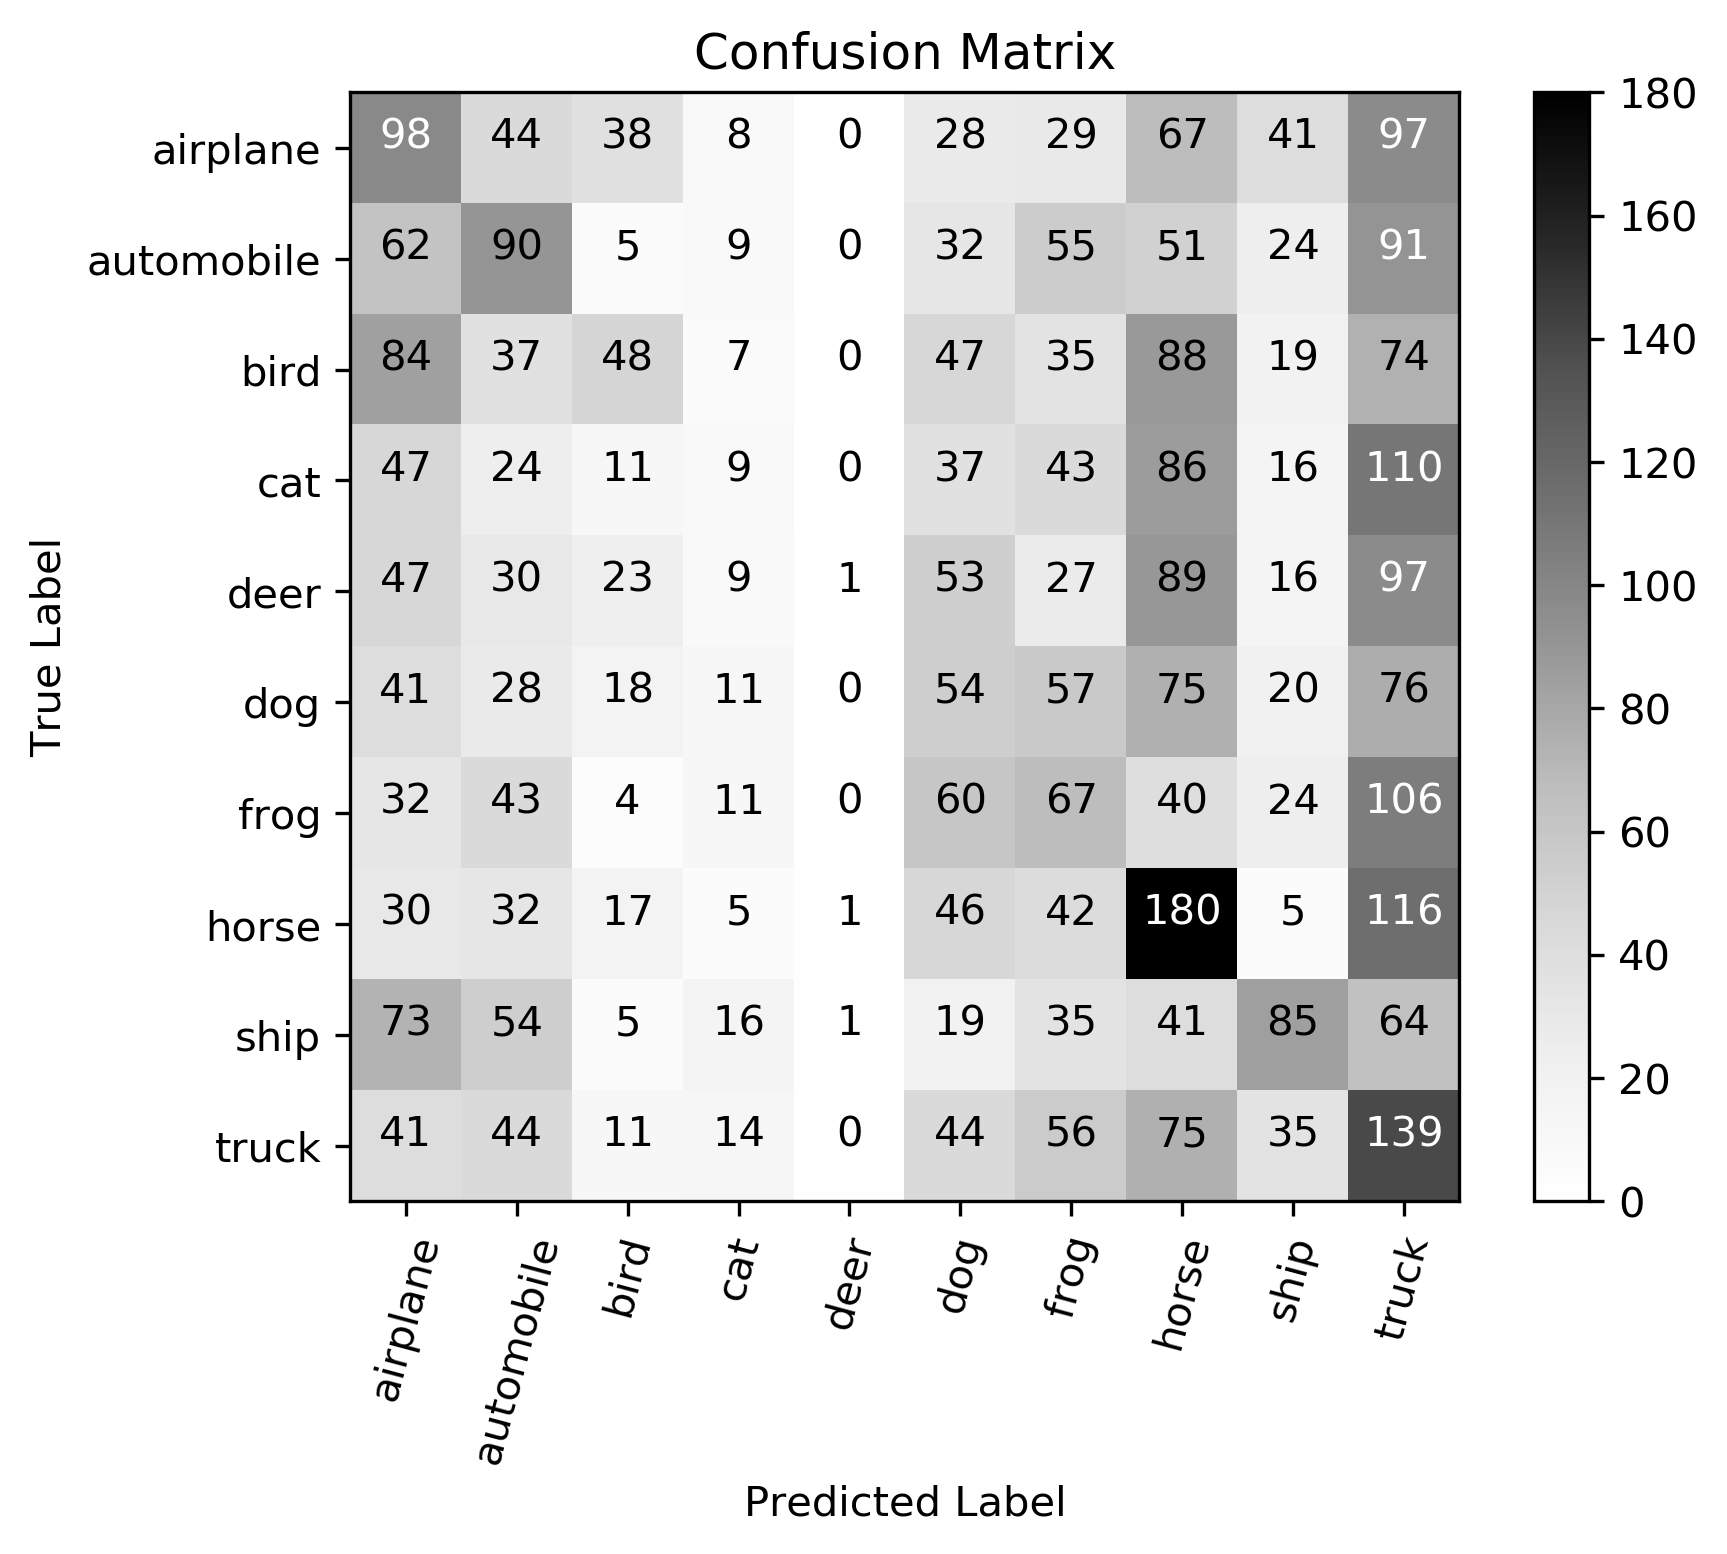 Confusion Matrix
airplane 98 44 38 8 0 28 29 67 41 97
automobile 62 90 5 9 0 32 55 51 24 91
bird 84 37 48 7 0 47 35 88 19 74
cat 47 24 11 9 0 37 43 86 16 110
deer 47 30 23 9 1 53 27 89 16 97
dog 41 28 18 11 0 54 57 75 20 76
frog 32 43 4 11 0 60 67 40 24 106
horse 30 32 17 5 1 46 42 180 5 116
ship 73 54 5 16 1 19 35 41 85 64
truck 41 44 11 14 0 44 56 75 35 139
True Label
airplane automobile bird cat deer dog frog horse ship truck
Predicted Label
180
160
140
120
100
80
60
40
20
0